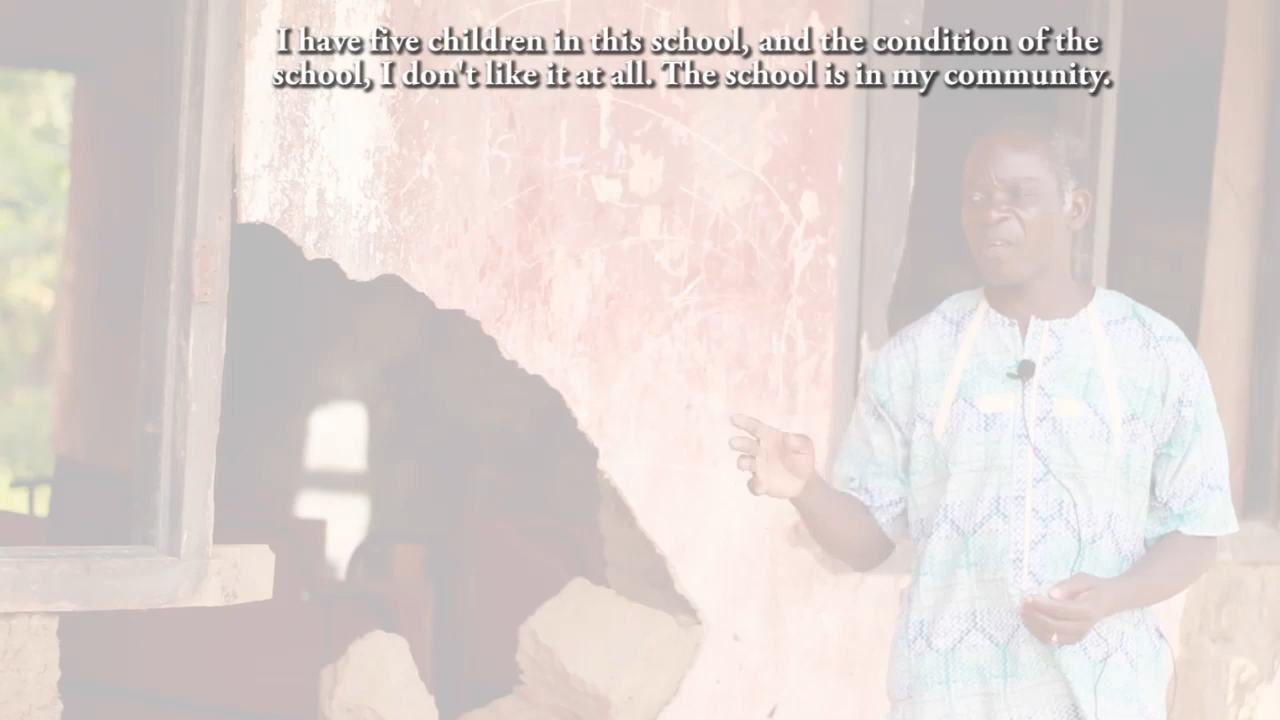 I have five children in this school, and the condition of the
school, I don't like it at all. The school is in my community.